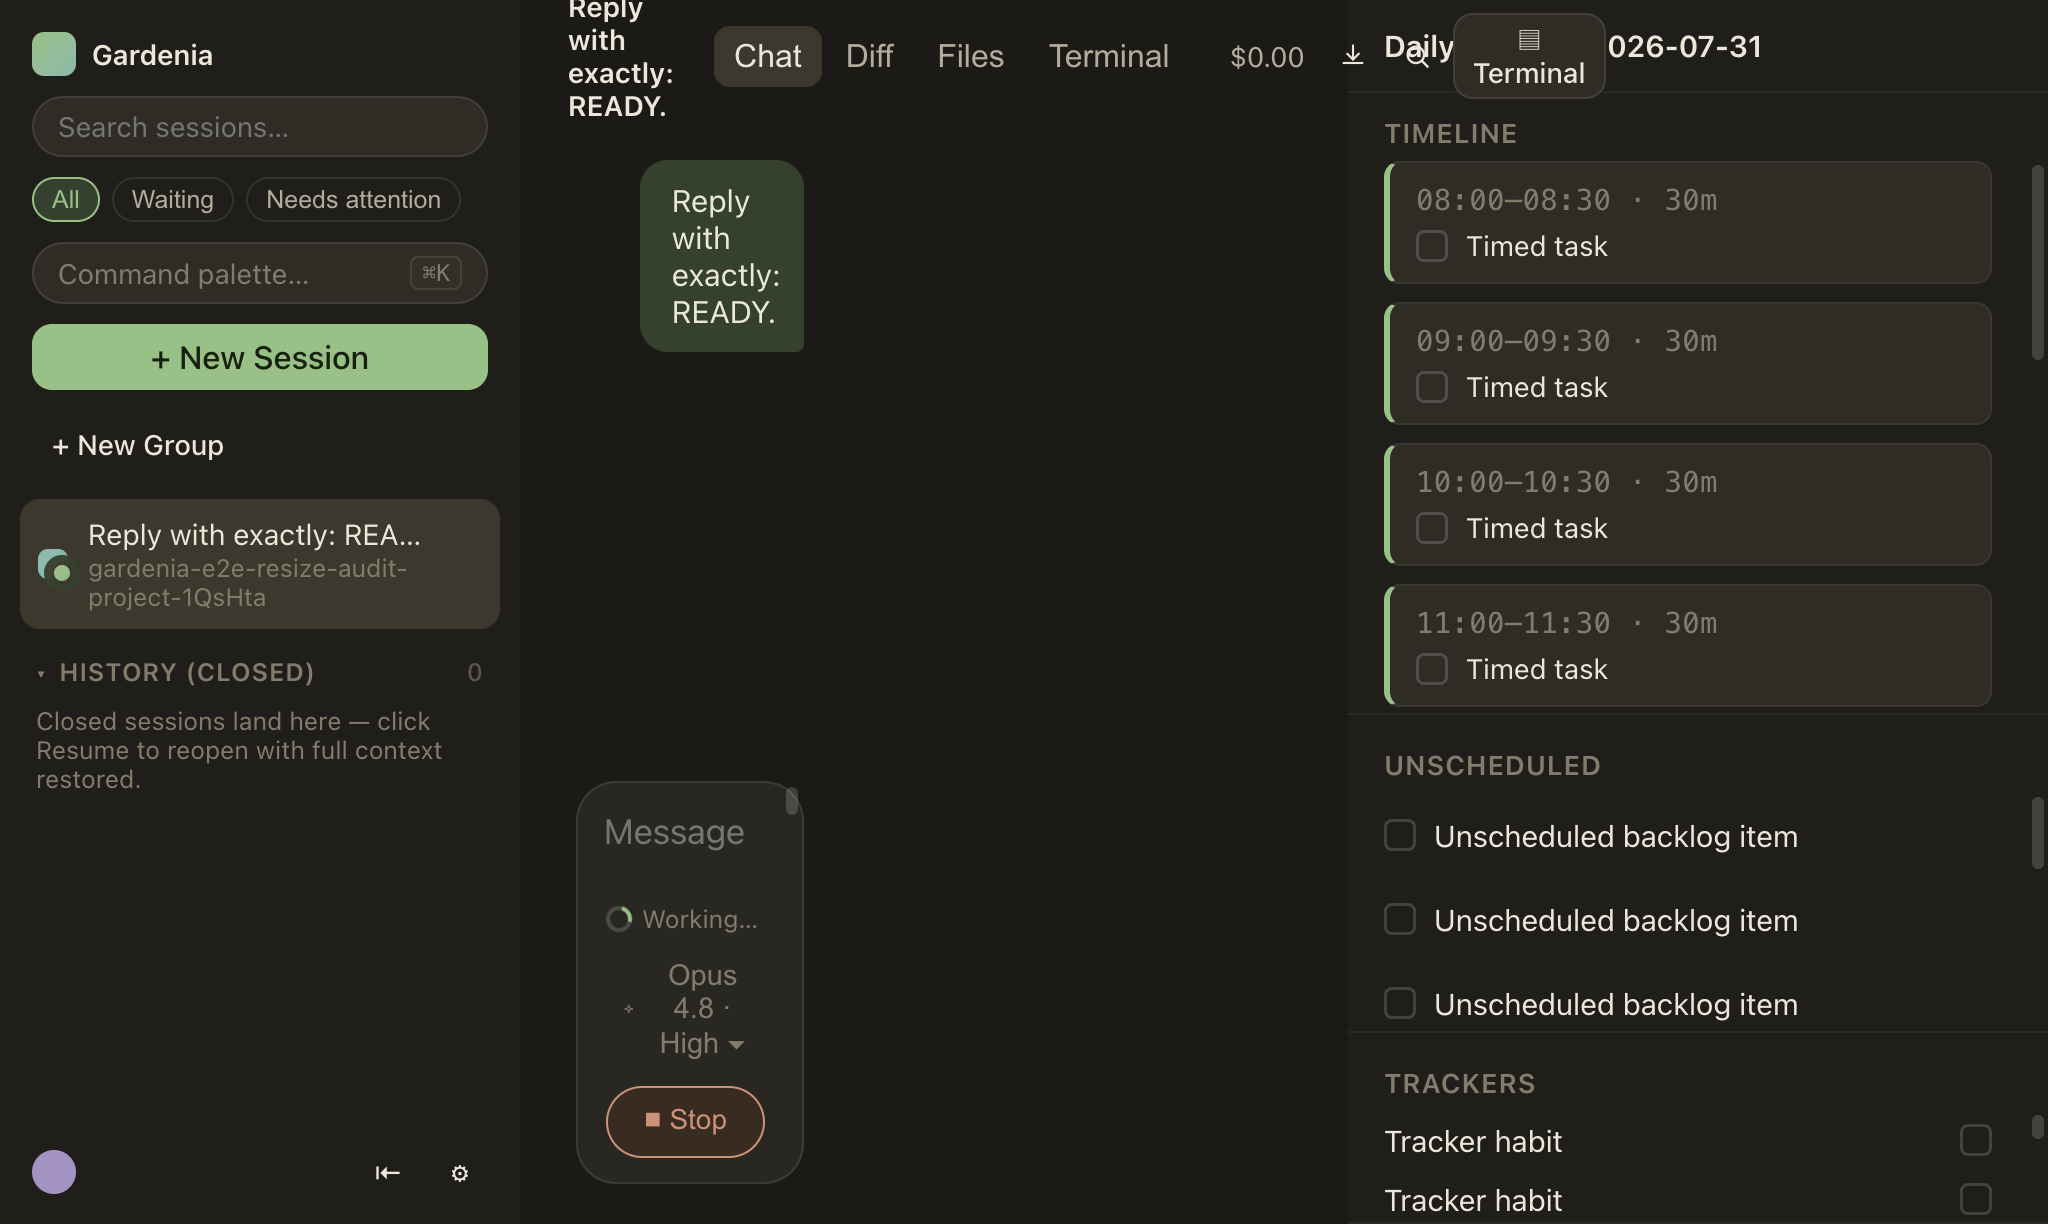 Gardenia
Search sessions...
All
Waiting
Needs attention
Command palette...
⌘K
+ New Session
+ New Group
Reply with exactly: REA...
gardenia-e2e-resize-audit-
project-1QsHta
HISTORY (CLOSED)
0
Closed sessions land here — click
Resume to reopen with full context
restored.
Reply
with
exactly:
READY.
Chat
Diff
Files
Terminal
$0.00
Reply
with
exactly:
READY.
Message
Working...
Opus
4.8 ·
High
Stop
Daily
Terminal
026-07-31
TIMELINE
08:00–08:30 · 30m
Timed task
09:00–09:30 · 30m
Timed task
10:00–10:30 · 30m
Timed task
11:00–11:30 · 30m
Timed task
UNSCHEDULED
Unscheduled backlog item
Unscheduled backlog item
Unscheduled backlog item
TRACKERS
Tracker habit
Tracker habit